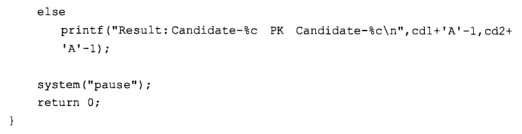 else
printf("Result: Candidate-%c PK Candidate-%c\n",cd1+'A'-1,cd2+
'A'-1);
system("pause");
return 0;
}